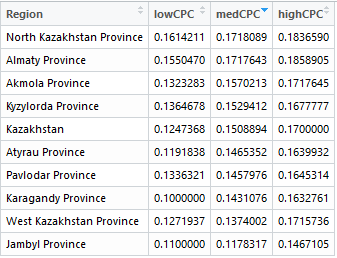 Region lowCPC medCPC highCPC
North Kazakhstan Province 0.1614211 0.1718089 0.1836590
Almaty Province 0.1550470 0.1717643 0.1858905
Akmola Province 0.1323283 0.1570213 0.1717645
Kyzylorda Province 0.1364678 0.1529412 0.1677777
Kazakhstan 0.1247368 0.1508894 0.1700000
Atyrau Province 0.1191838 0.1465352 0.1639932
Pavlodar Province 0.1336321 0.1457976 0.1645314
Karagandy Province 0.1000000 0.1431076 0.1632761
West Kazakhstan Province 0.1271937 0.1374002 0.1715736
Jambyl Province 0.1100000 0.1178317 0.1467105